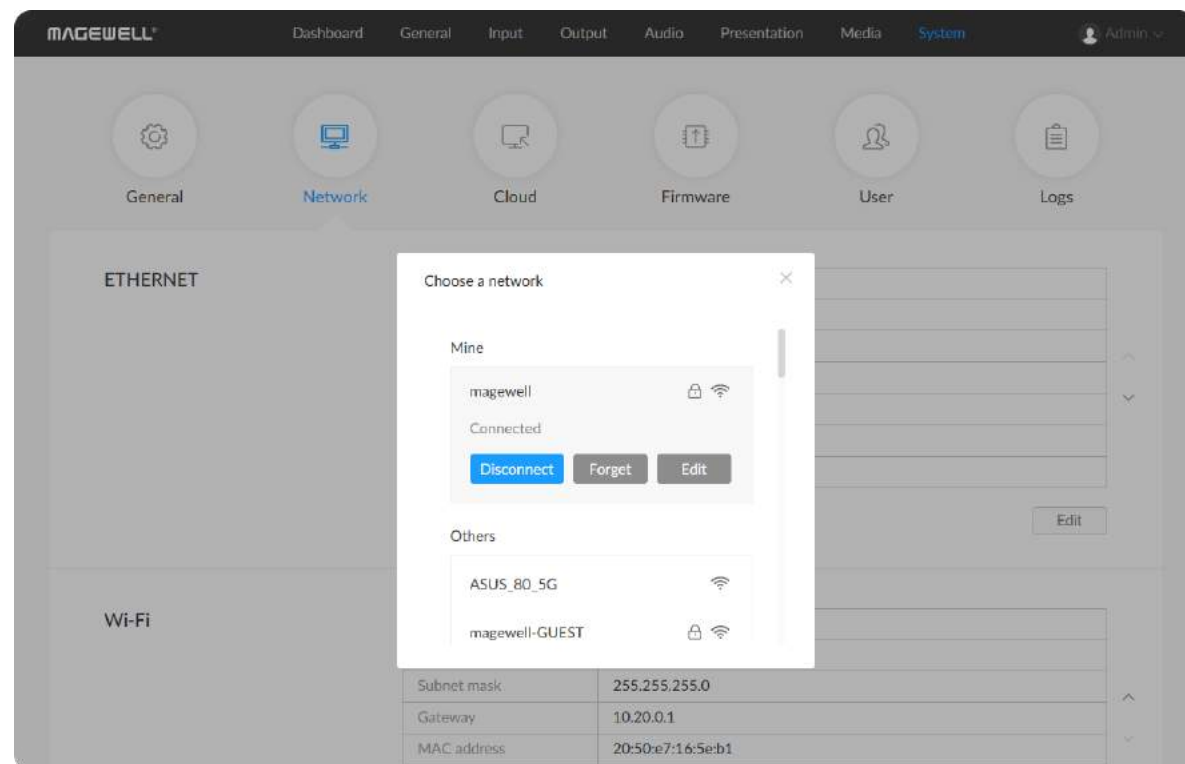 MAGEWELL®
Dashboard General Input Output Audio Presentation Media System Admin
General Network Cloud Firmware User Logs
ETHERNET
Choose a network
Mine
magewell
Connected
Disconnect Forget Edit
Others
ASUS_80_5G
magewell-GUEST
Edit
Wi-Fi
Subnet mask 255.255.255.0
Gateway 10.20.0.1
MAC address 20:50:e7:16:5e:b1